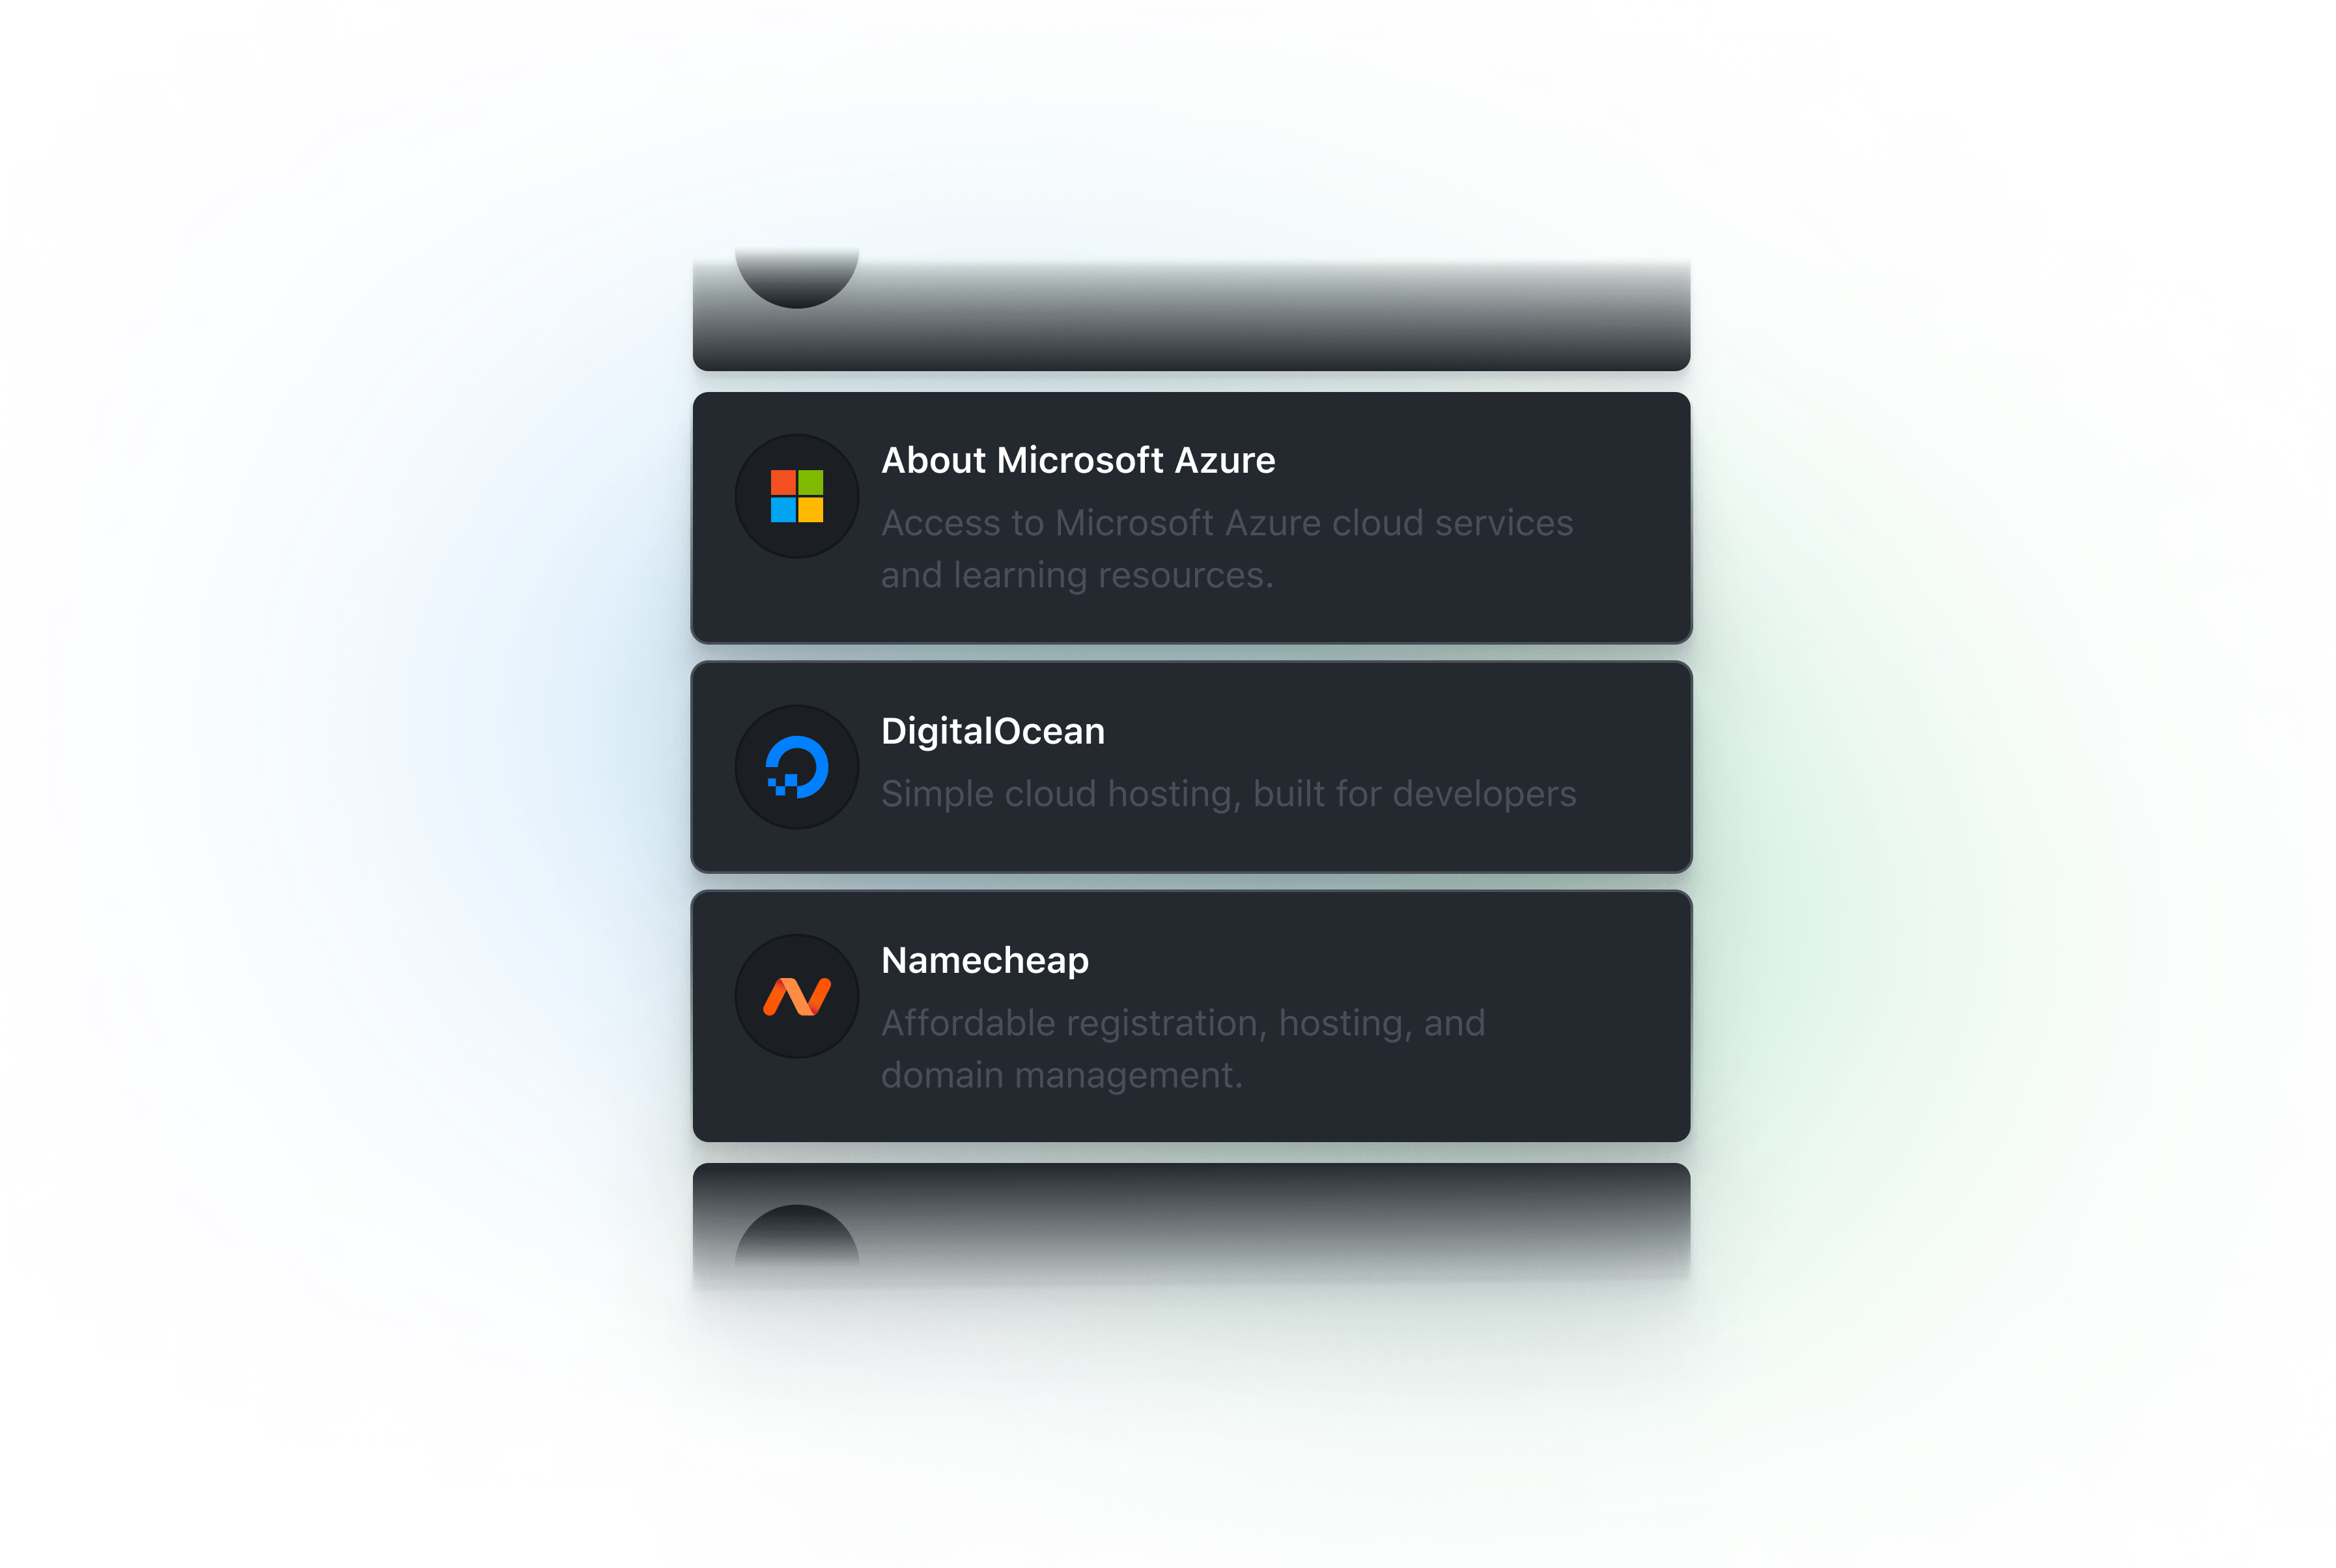 About Microsoft Azure
Access to Microsoft Azure cloud services
and learning resources.
DigitalOcean
Simple cloud hosting, built for developers
Namecheap
Affordable registration, hosting, and
domain management.